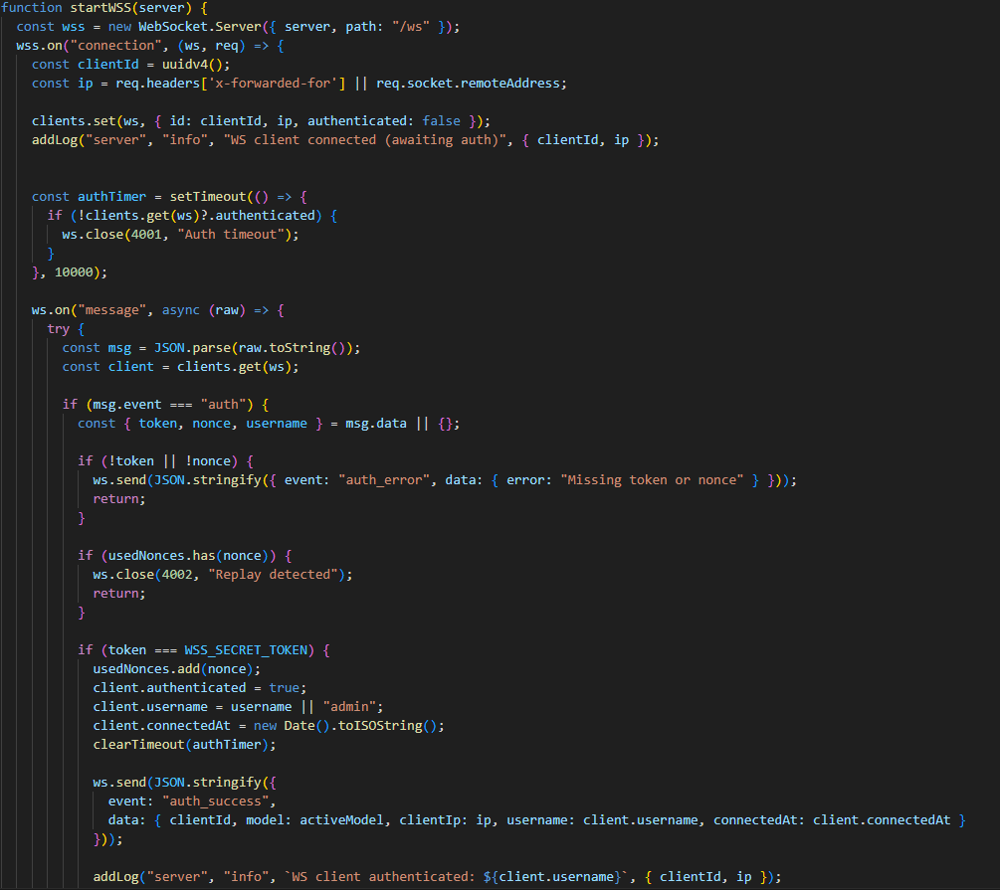 function startWSS(server) {
const wss = new WebSocket.Server({ server, path: "/ws" });
wss.on("connection", (ws, req) => {
const clientId = uuidv4();
const ip = req.headers['x-forwarded-for'] || req.socket.remoteAddress;
clients.set(ws, { id: clientId, ip, authenticated: false });
addLog("server", "info", "WS client connected (awaiting auth)", { clientId, ip });
const authTimer = setTimeout(() => {
if (!clients.get(ws)?.authenticated) {
ws.close(4001, "Auth timeout");
}
}, 10000);
ws.on("message", async (raw) => {
try {
const msg = JSON.parse(raw.toString());
const client = clients.get(ws);
if (msg.event === "auth") {
const { token, nonce, username } = msg.data || {};
if (!token || !nonce) {
ws.send(JSON.stringify({ event: "auth_error", data: { error: "Missing token or nonce" } }));
return;
}
if (usedNonces.has(nonce)) {
ws.close(4002, "Replay detected");
return;
}
if (token === WSS_SECRET_TOKEN) {
usedNonces.add(nonce);
client.authenticated = true;
client.username = username || "admin";
client.connectedAt = new Date().toISOString();
clearTimeout(authTimer);
ws.send(JSON.stringify({
event: "auth_success",
data: { clientId, model: activeModel, clientIp: ip, username: client.username, connectedAt: client.connectedAt }
}));
addLog("server", "info", `WS client authenticated: ${client.username}`, { clientId, ip });